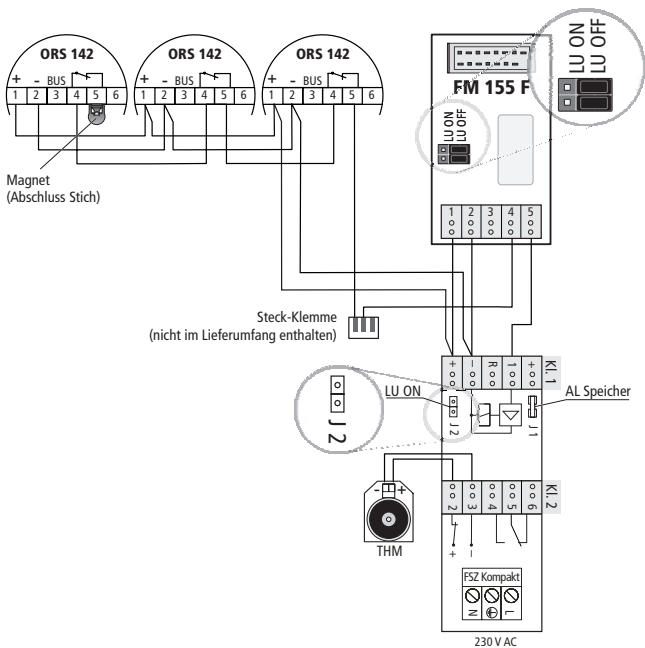 ORS 142
+ - BUS
1 2 3 4 5 6
ORS 142
+ - BUS
1 2 3 4 5 6
ORS 142
+ - BUS
1 2 3 4 5 6
Magnet
(Abschluss Stich)
FM 155 F
LU ON
LU OFF
LU ON
LU OFF
1 2 3 4 5
Steck-Klemme
(nicht im Lieferumfang enthalten)
+ - R 1 +
Kl. 1
LU ON
J 2
J 2
J 1
AL Speicher
- +
THM
2 3 4 5 6
Kl. 2
+ -
FSZ Kompakt
N L
230 V AC